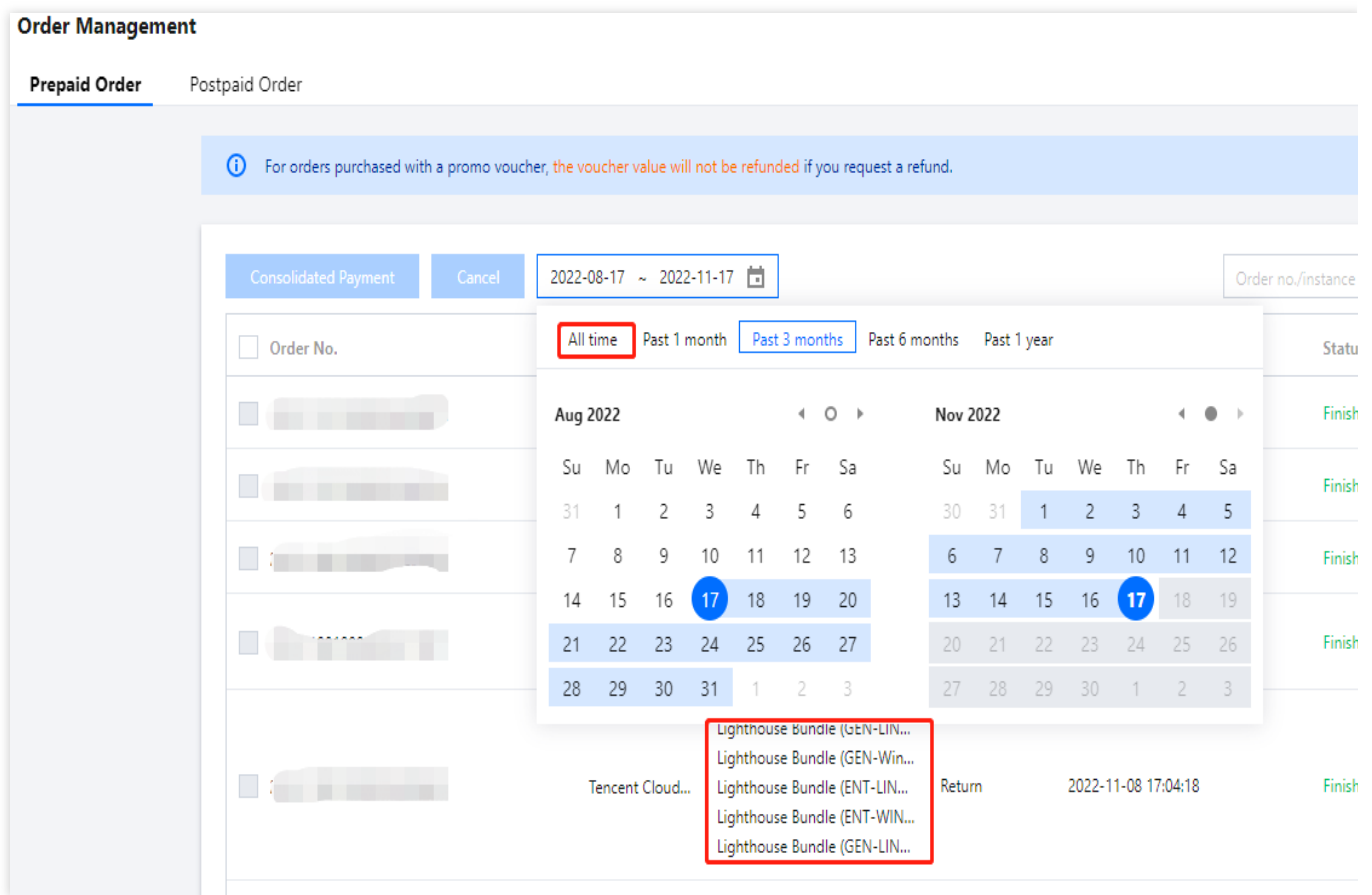 Order Management
Prepaid Order Postpaid Order
For orders purchased with a promo voucher, the voucher value will not be refunded if you request a refund.
Consolidated Payment Cancel 2022-08-17 ~ 2022-11-17 Order no./instance
Order No. All time Past 1 month Past 3 months Past 6 months Past 1 year Statu
Aug 2022 Nov 2022 Finish
Su Mo Tu We Th Fr Sa Su Mo Tu We Th Fr Sa
31 1 2 3 4 5 6 30 31 1 2 3 4 5 Finish
7 8 9 10 11 12 13 6 7 8 9 10 11 12 Finish
14 15 16 17 18 19 20 13 14 15 16 17 18 19
21 22 23 24 25 26 27 20 21 22 23 24 25 26 Finish
28 29 30 31 1 2 3 27 28 29 30 1 2 3
Lighthouse Bundle (GEN-LIN...
Lighthouse Bundle (GEN-Win...
Tencent Cloud... Lighthouse Bundle (ENT-LIN... Return 2022-11-08 17:04:18 Finish
Lighthouse Bundle (ENT-WIN...
Lighthouse Bundle (GEN-LIN...